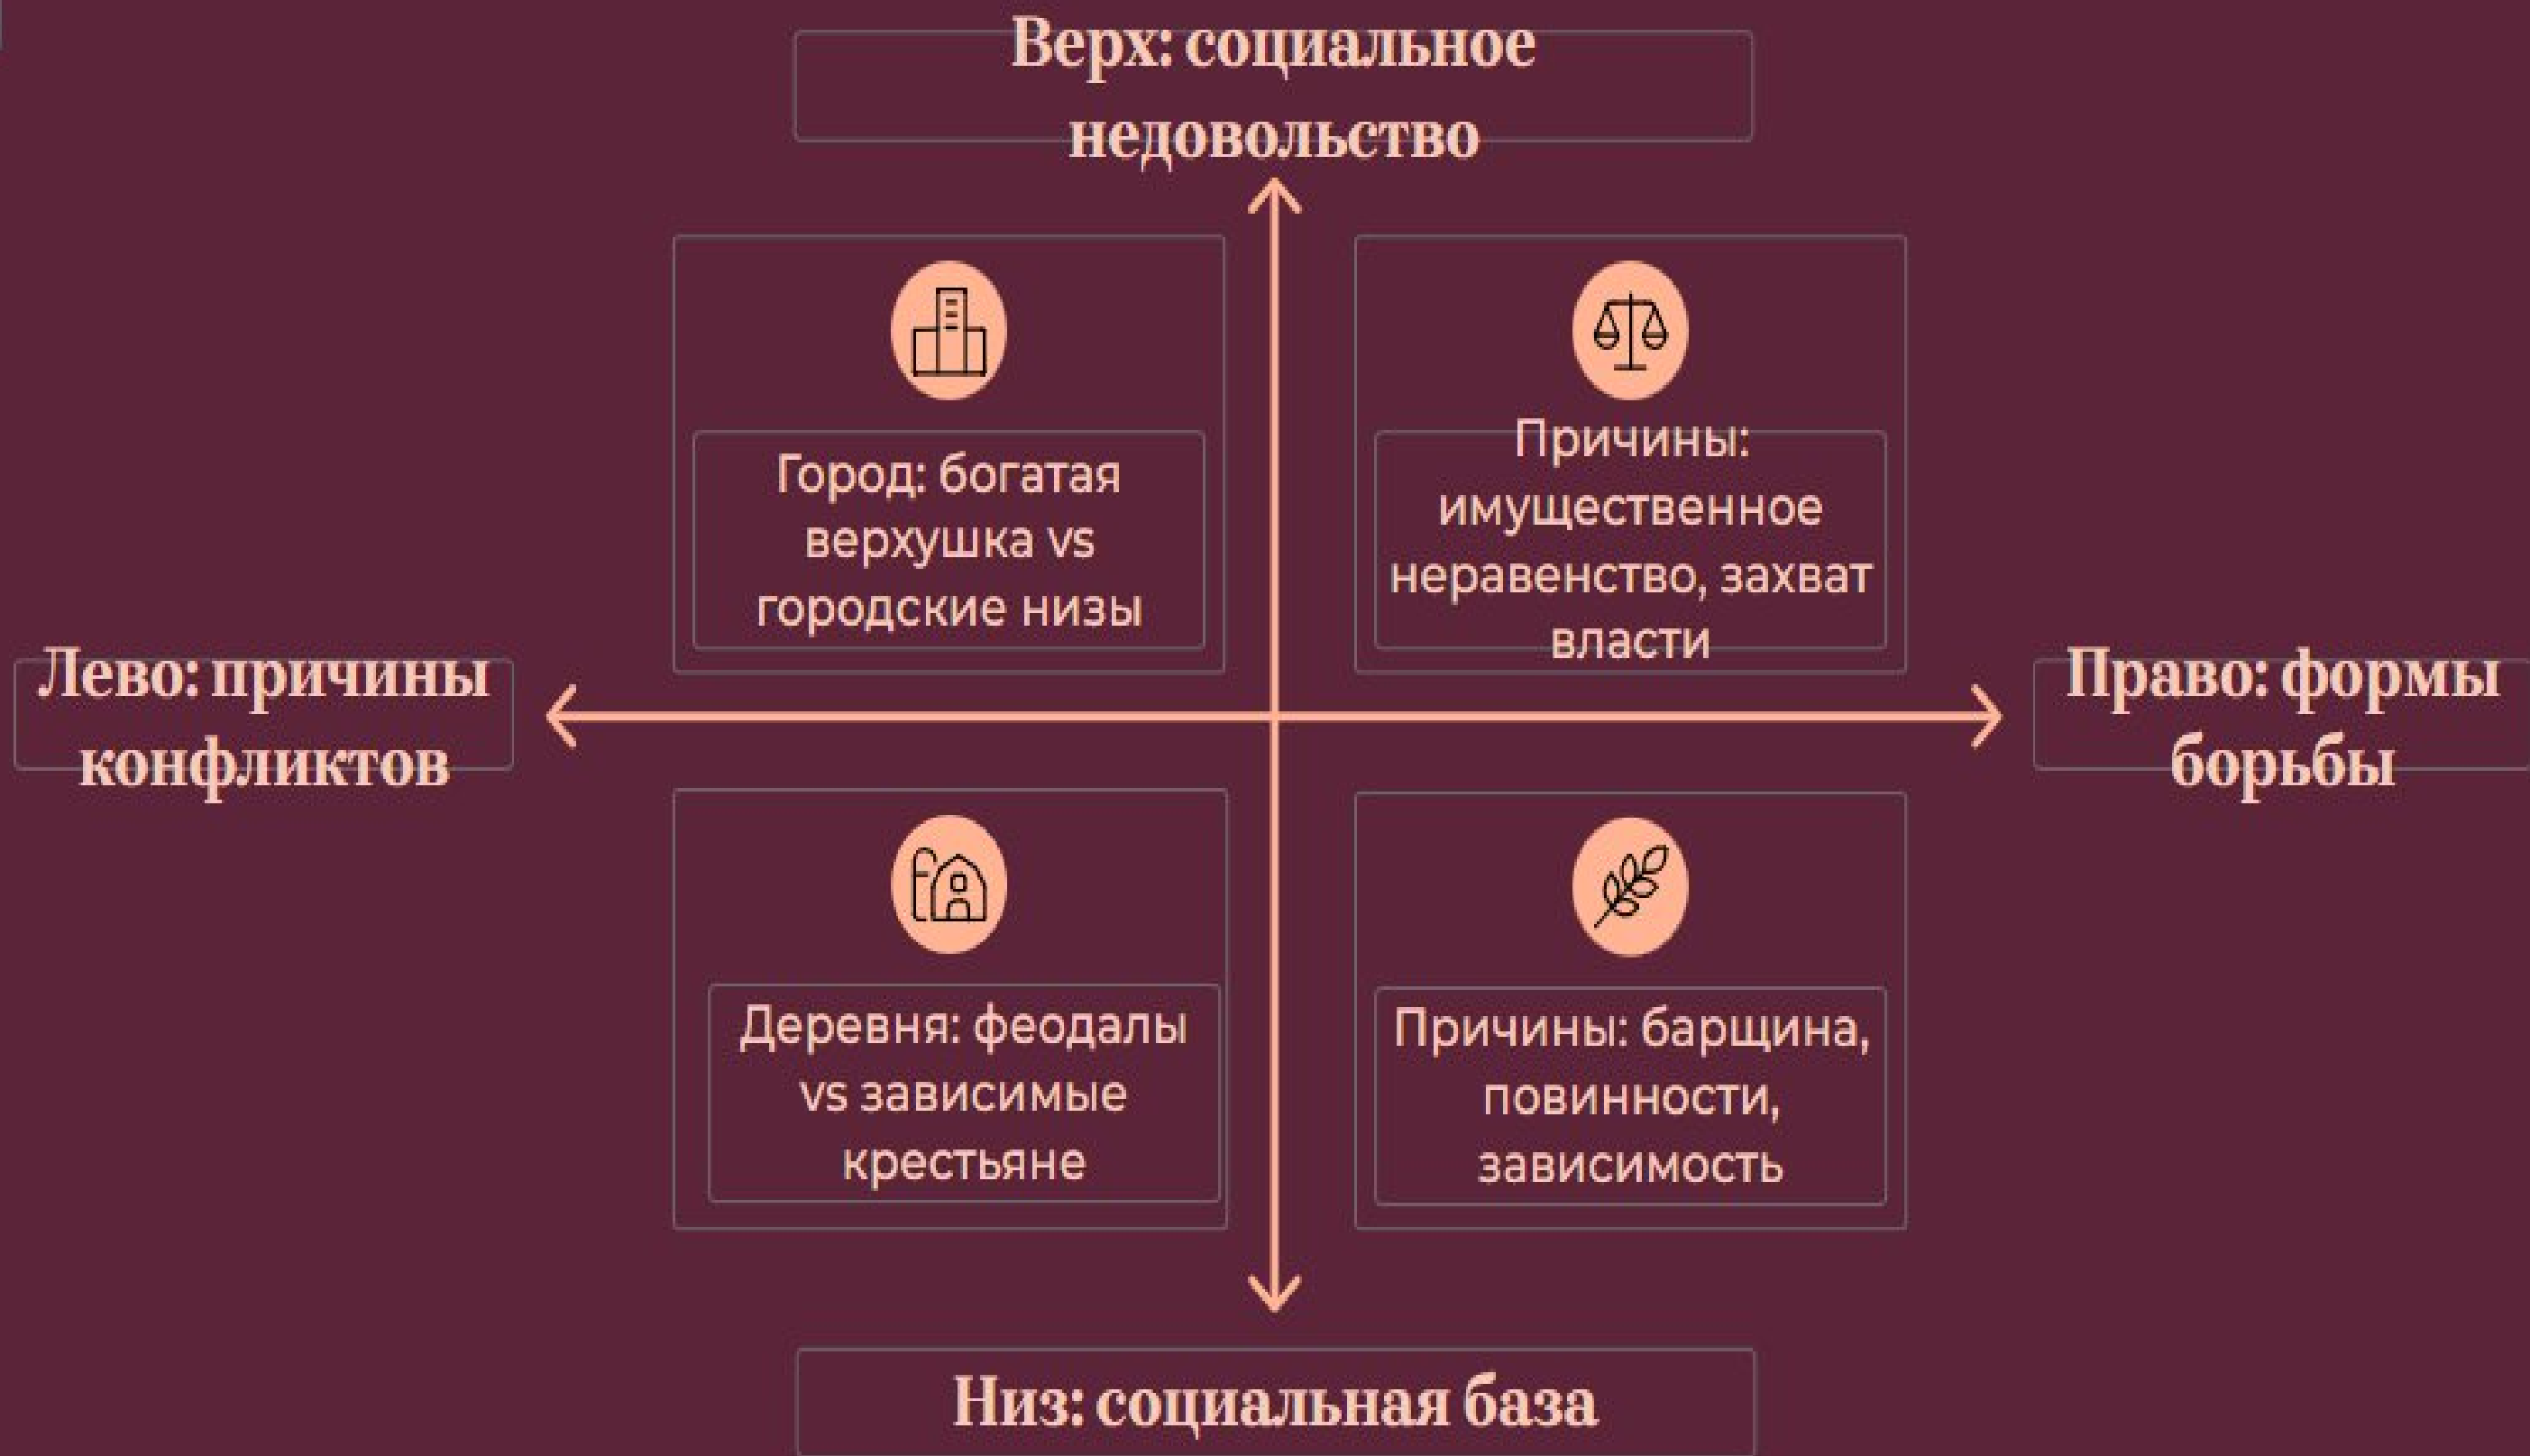 Верх: социальное
недовольство
Город: богатая
верхушка vs
городские низы
Причины:
имущественное
неравенство, захват
власти
Лево: причины
конфликтов
Право: формы
борьбы
Деревня: феодалы
vs зависимые
крестьяне
Причины: барщина,
повинности,
зависимость
Низ: социальная база